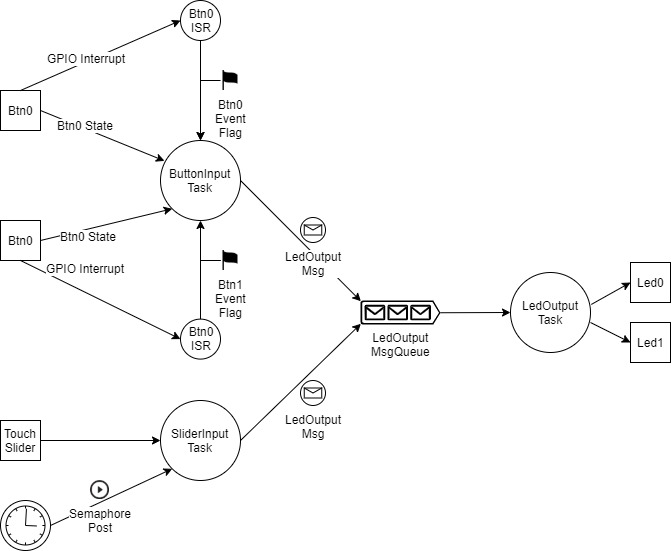 Btn0
ISR
GPIO Interrupt
Btn0
Btn0
Event
Flag
Btn0 State
ButtonInput
Task
Btn0
Btn0 State
GPIO Interrupt
Btn1
Event
Flag
Btn0
ISR
LedOutput
Msg
LedOutput
MsgQueue
LedOutput
Task
Led0
Led1
LedOutput
Msg
Touch
Slider
SliderInput
Task
Semaphore
Post